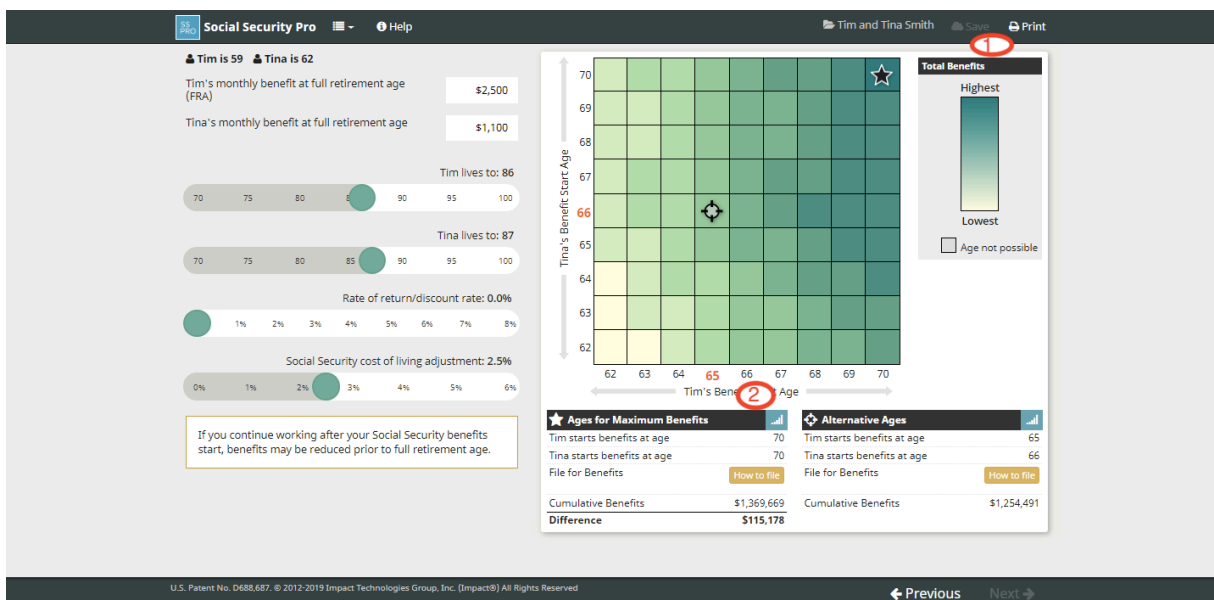 SS PRO Social Security Pro Help Tim and Tina Smith Save Print
1
Tim is 59 Tina is 62
Tim's monthly benefit at full retirement age
(FRA)
$2,500
Tina's monthly benefit at full retirement age
$1,100
Tim lives to: 86
70 75 80 90 95 100
Tina lives to: 87
70 75 80 85 90 95 100
Rate of return/discount rate: 0.0%
1% 2% 3% 4% 5% 6% 7% 8%
Social Security cost of living adjustment: 2.5%
0% 1% 2% 3% 4% 5% 6%
If you continue working after your Social Security benefits
start, benefits may be reduced prior to full retirement age.
Tina's Benefit Start Age
70
69
68
67
66
65
64
63
62
62 63 64 65 66 67 68 69 70
Tim's Age
2
Total Benefits
Highest
Lowest
Age not possible
Ages for Maximum Benefits
Tim starts benefits at age 70
Tina starts benefits at age 70
File for Benefits How to file
Cumulative Benefits $1,369,669
Difference $115,178
Alternative Ages
Tim starts benefits at age 65
Tina starts benefits at age 66
File for Benefits How to file
Cumulative Benefits $1,254,491
U.S. Patent No. D688,687. © 2012-2019 Impact Technologies Group, Inc. (Impact®) All Rights Reserved
Previous Next